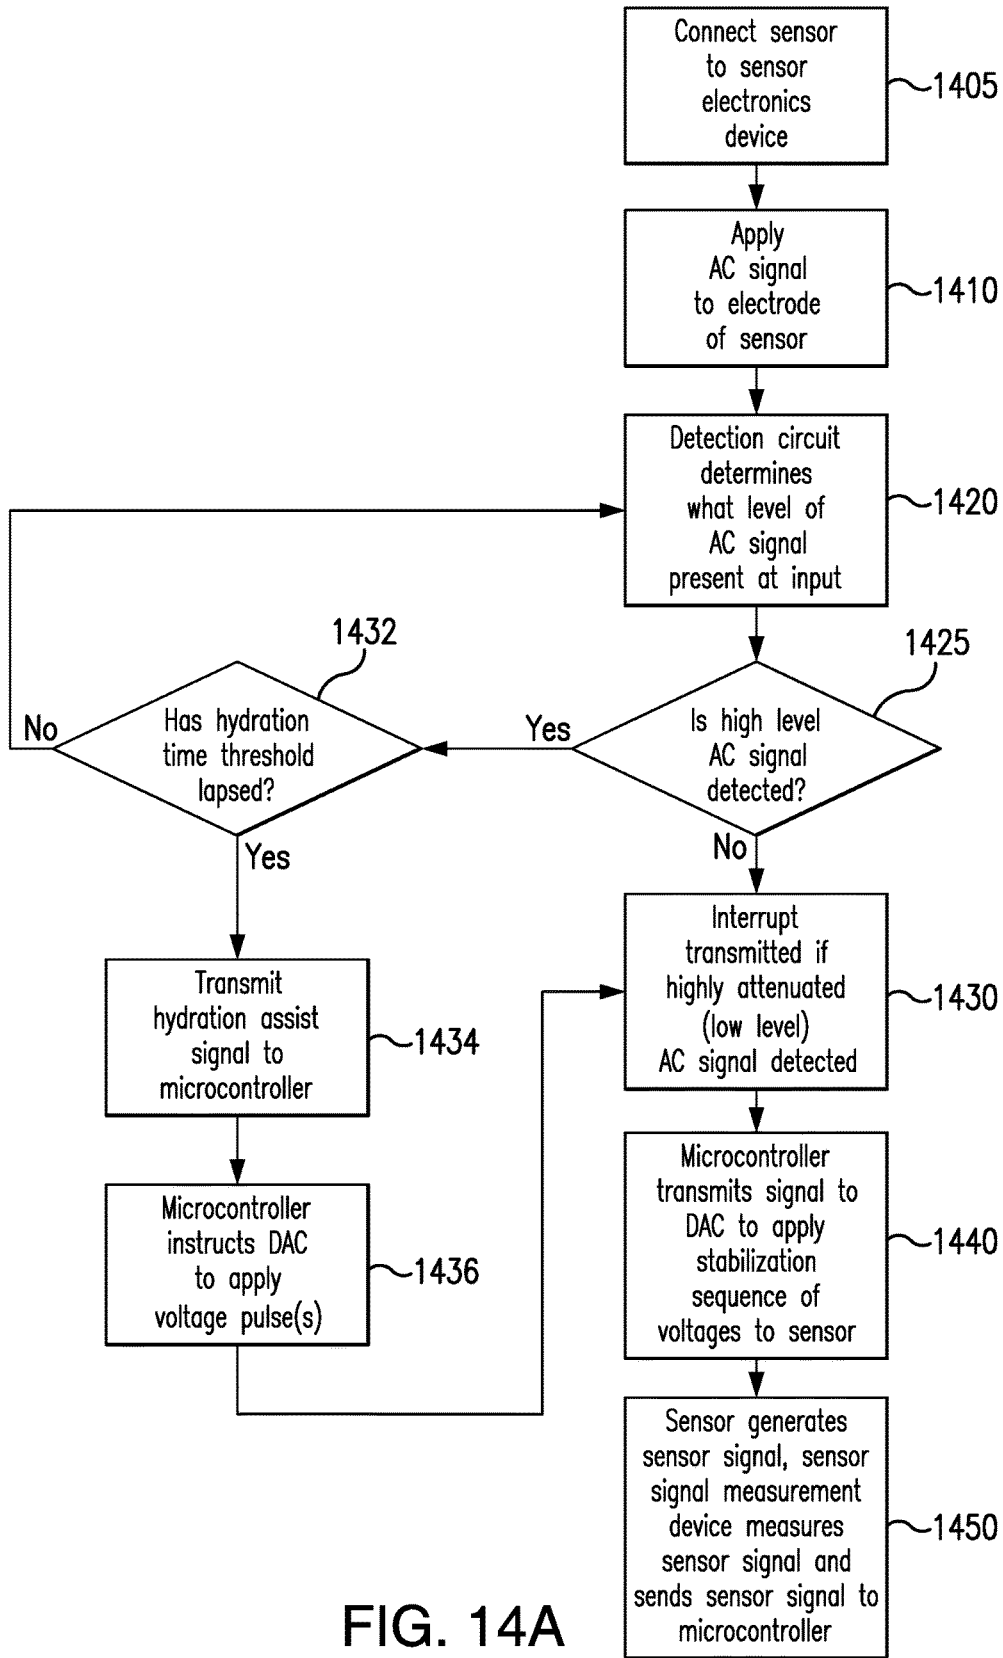 Connect sensor
to sensor
electronics
device
1405
Apply
AC signal
to electrode
of sensor
1410
Detection circuit
determines
what level of
AC signal
present at input
1420
1432
1425
No
Has hydration
time threshold
lapsed?
Yes
Is high level
AC signal
detected?
Yes
No
Interrupt
transmitted if
highly attenuated
(low level)
AC signal detected
1430
Transmit
hydration assist
signal to
microcontroller
1434
Microcontroller
transmits signal to
DAC to apply
stabilization
sequence of
voltages to sensor
1440
Microcontroller
instructs DAC
to apply
voltage pulse(s)
1436
Sensor generates
sensor signal, sensor
signal measurement
device measures
sensor signal and
sends sensor signal to
microcontroller
1450
FIG. 14A